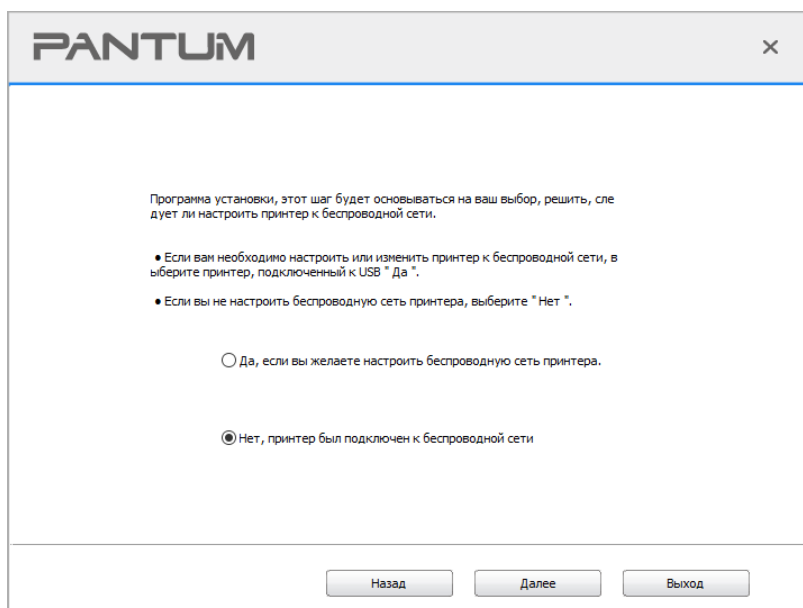 PANTUM
Программа установки, этот шаг будет основываться на ваш выбор, решить, сле
дует ли настроить принтер к беспроводной сети.
● Если вам необходимо настроить или изменить принтер к беспроводной сети, в
ыберите принтер, подключенный к USB " Да ".
● Если вы не настроить беспроводную сеть принтера, выберите " Нет ".
Да, если вы желаете настроить беспроводную сеть принтера.
Нет, принтер был подключен к беспроводной сети
Назад Далее Выход